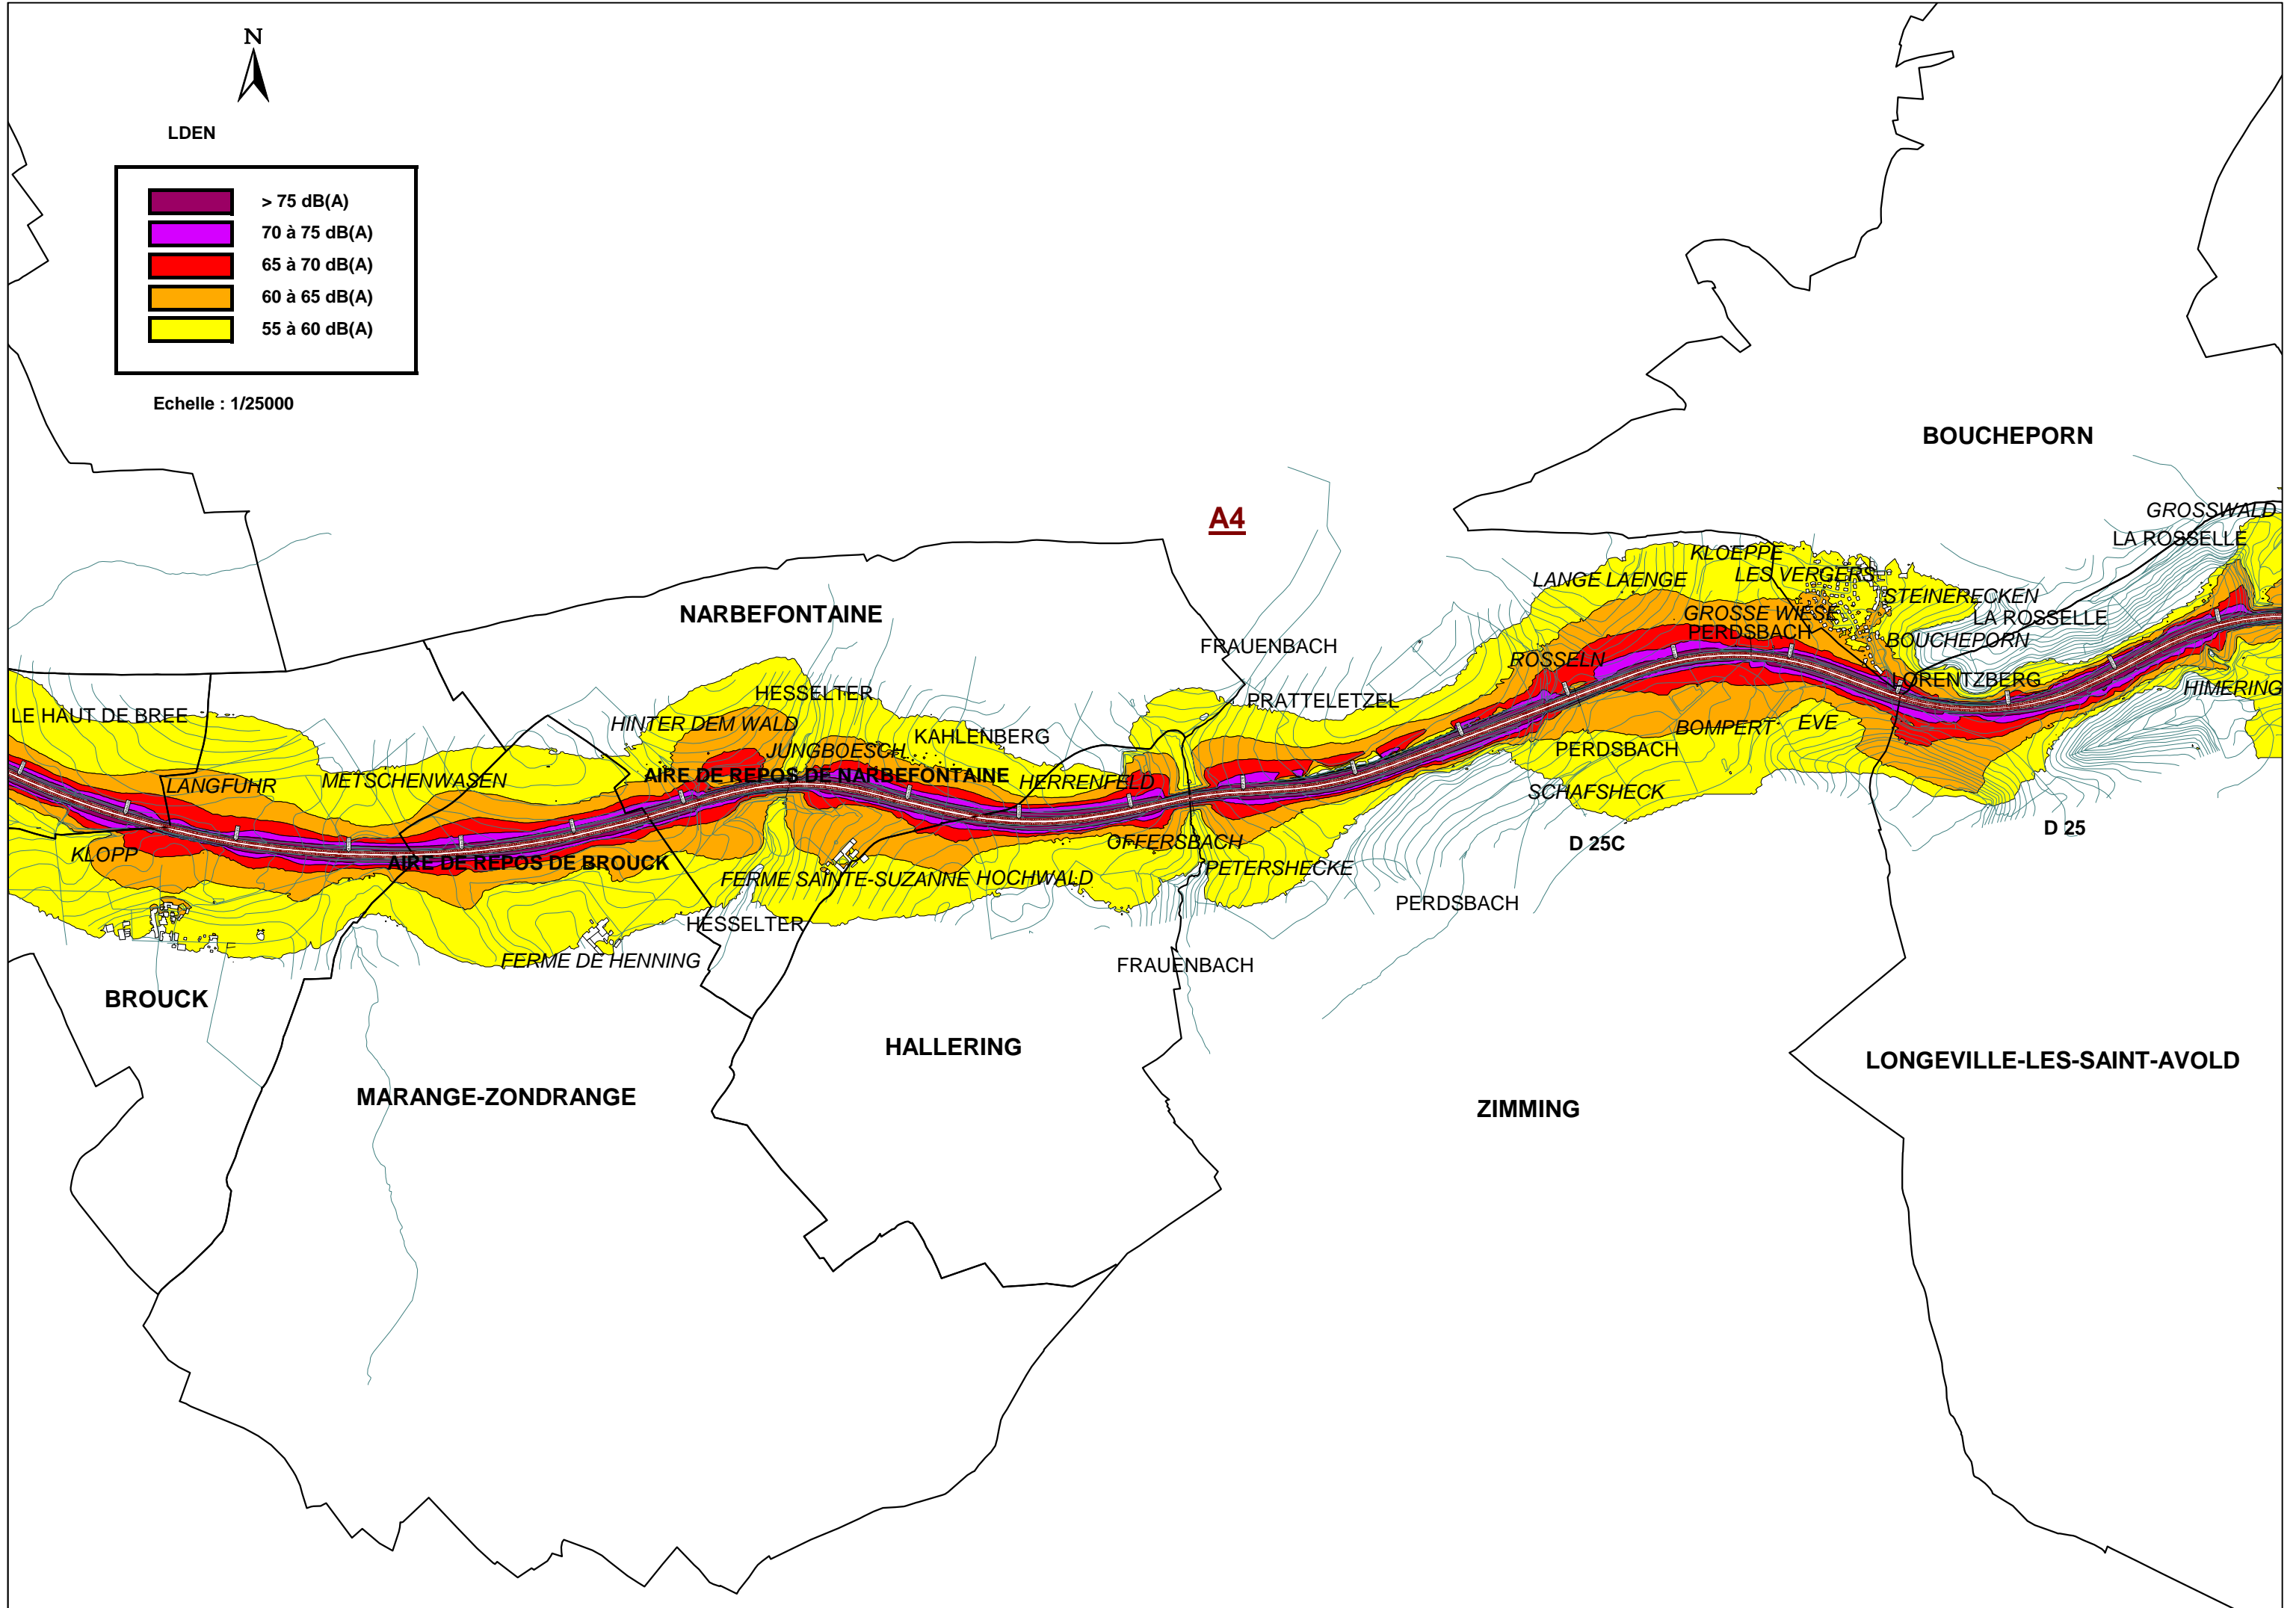 N
LDEN
> 75 dB(A)
70 à 75 dB(A)
65 à 70 dB(A)
60 à 65 dB(A)
55 à 60 dB(A)
Echelle : 1/25000
BOUCHEPORN
A4
GROSSWALD
LA ROSSELLE
KLOEPPE
LANGE LAENGE
LES VERGERS
STEINERECKEN
NARBEFONTAINE
GROSSE WIESE
LA ROSSELLE
PERDSBACH
BOUCHEPORN
FRAUENBACH
ROSSELN
LORENTZBERG
HIMERING
HESSELTER
PRATTELETZEL
LE HAUT DE BREE
HINTER DEM WALD
BOMPERT
EVE
KAHLENBERG
JUNGBOESCH
PERDSBACH
AIRE DE REPOS DE NARBEFONTAINE
HERRENFELD
LANGFUHR
METSCHENWASEN
SCHAFSHECK
D 25
OFFERSBACH
D 25C
KLOPP
AIRE DE REPOS DE BROUCK
PETERSHECKE
FERME SAINTE-SUZANNE
HOCHWALD
PERDSBACH
HESSELTER
FERME DE HENNING
FRAUENBACH
BROUCK
HALLERING
LONGEVILLE-LES-SAINT-AVOLD
MARANGE-ZONDRANGE
ZIMMING